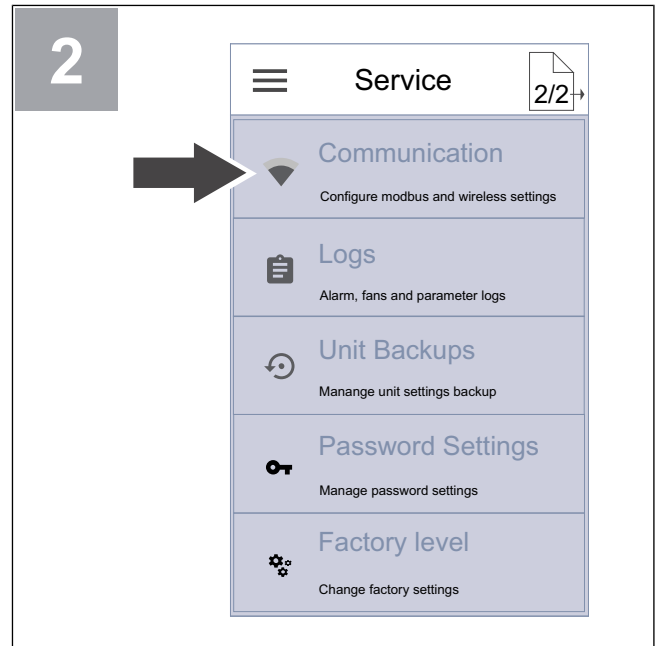 2
Service
2/2
Communication
Configure modbus and wireless settings
Logs
Alarm, fans and parameter logs
Unit Backups
Manange unit settings backup
Password Settings
Manage password settings
Factory level
Change factory settings